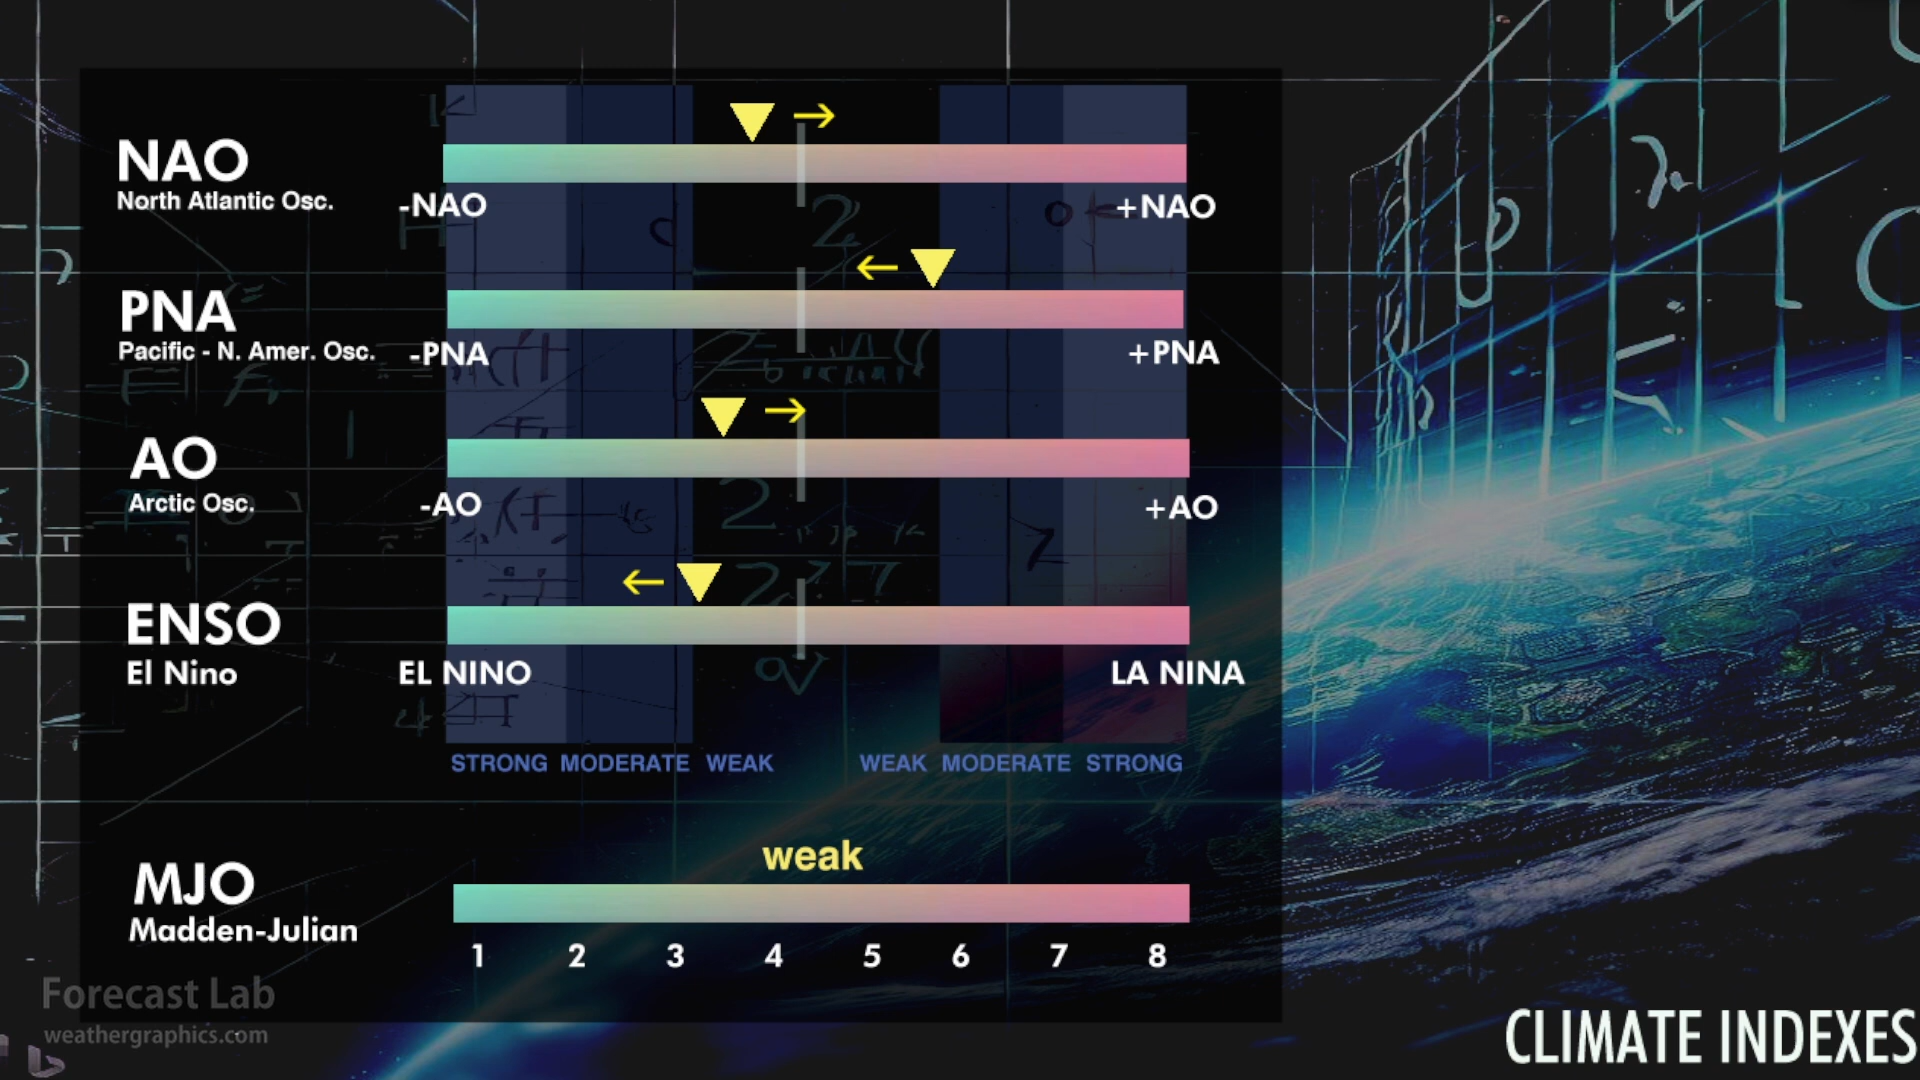 NAO
North Atlantic Osc.
-NAO
+NAO
PNA
Pacific - N. Amer. Osc.
-PNA
+PNA
AO
Arctic Osc.
-AO
+AO
ENSO
El Nino
EL NINO
LA NINA
STRONG MODERATE WEAK WEAK MODERATE STRONG
weak
MJO
Madden-Julian
1 2 3 4 5 6 7 8
Forecast Lab
weathergraphics.com
CLIMATE INDEXES